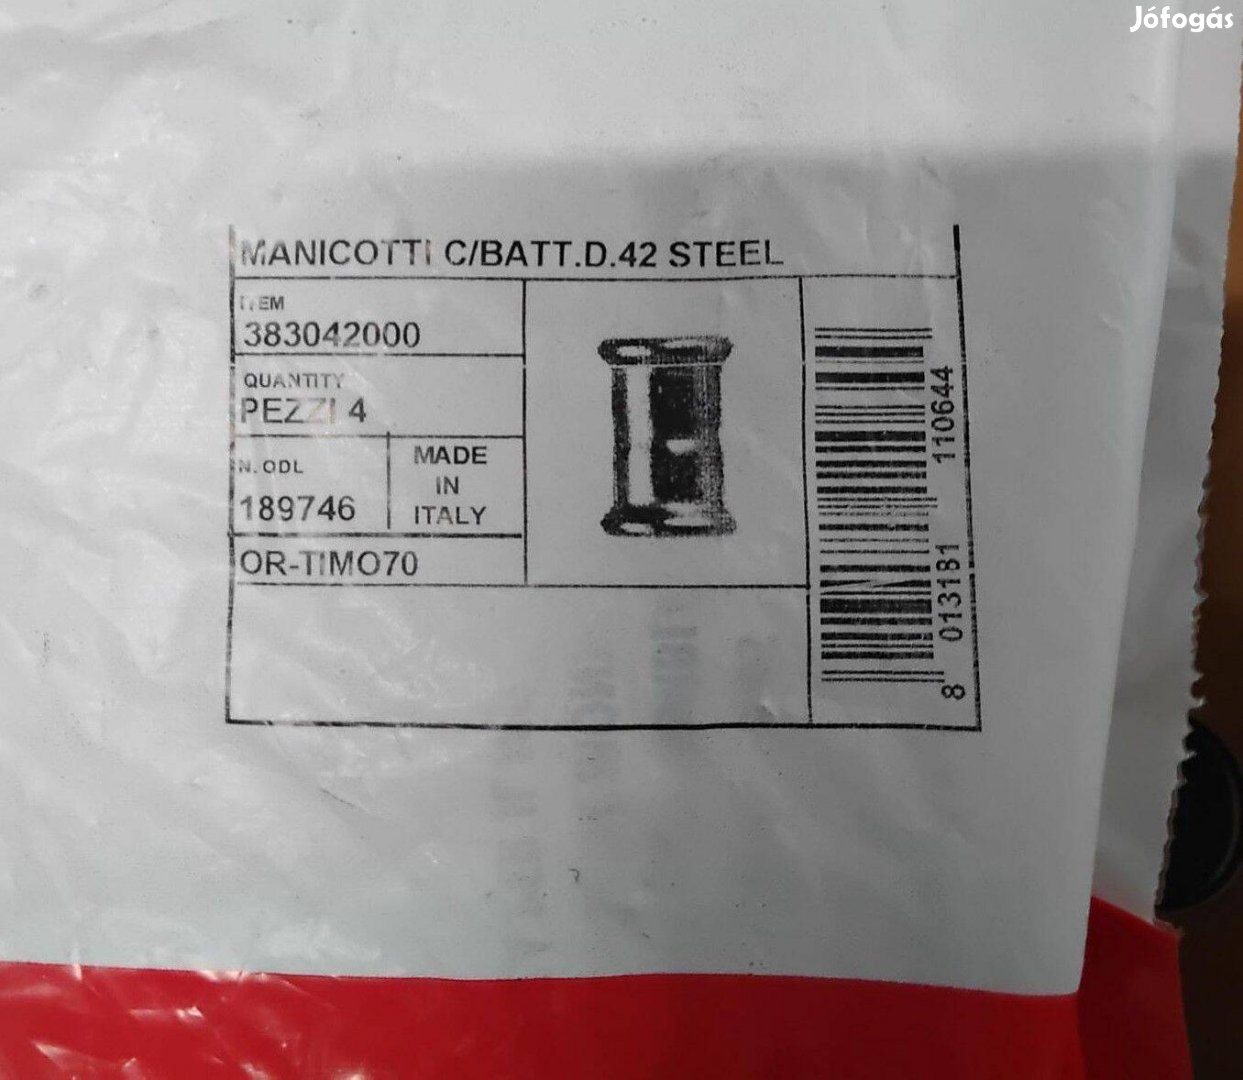 Jófogás
MANICOTTI C/BATT.D.42 STEEL
ITEM
383042000
QUANTITY
PEZZI 4
N. ODL
189746
MADE
IN
ITALY
OR-TIMO70
8 013181 110644